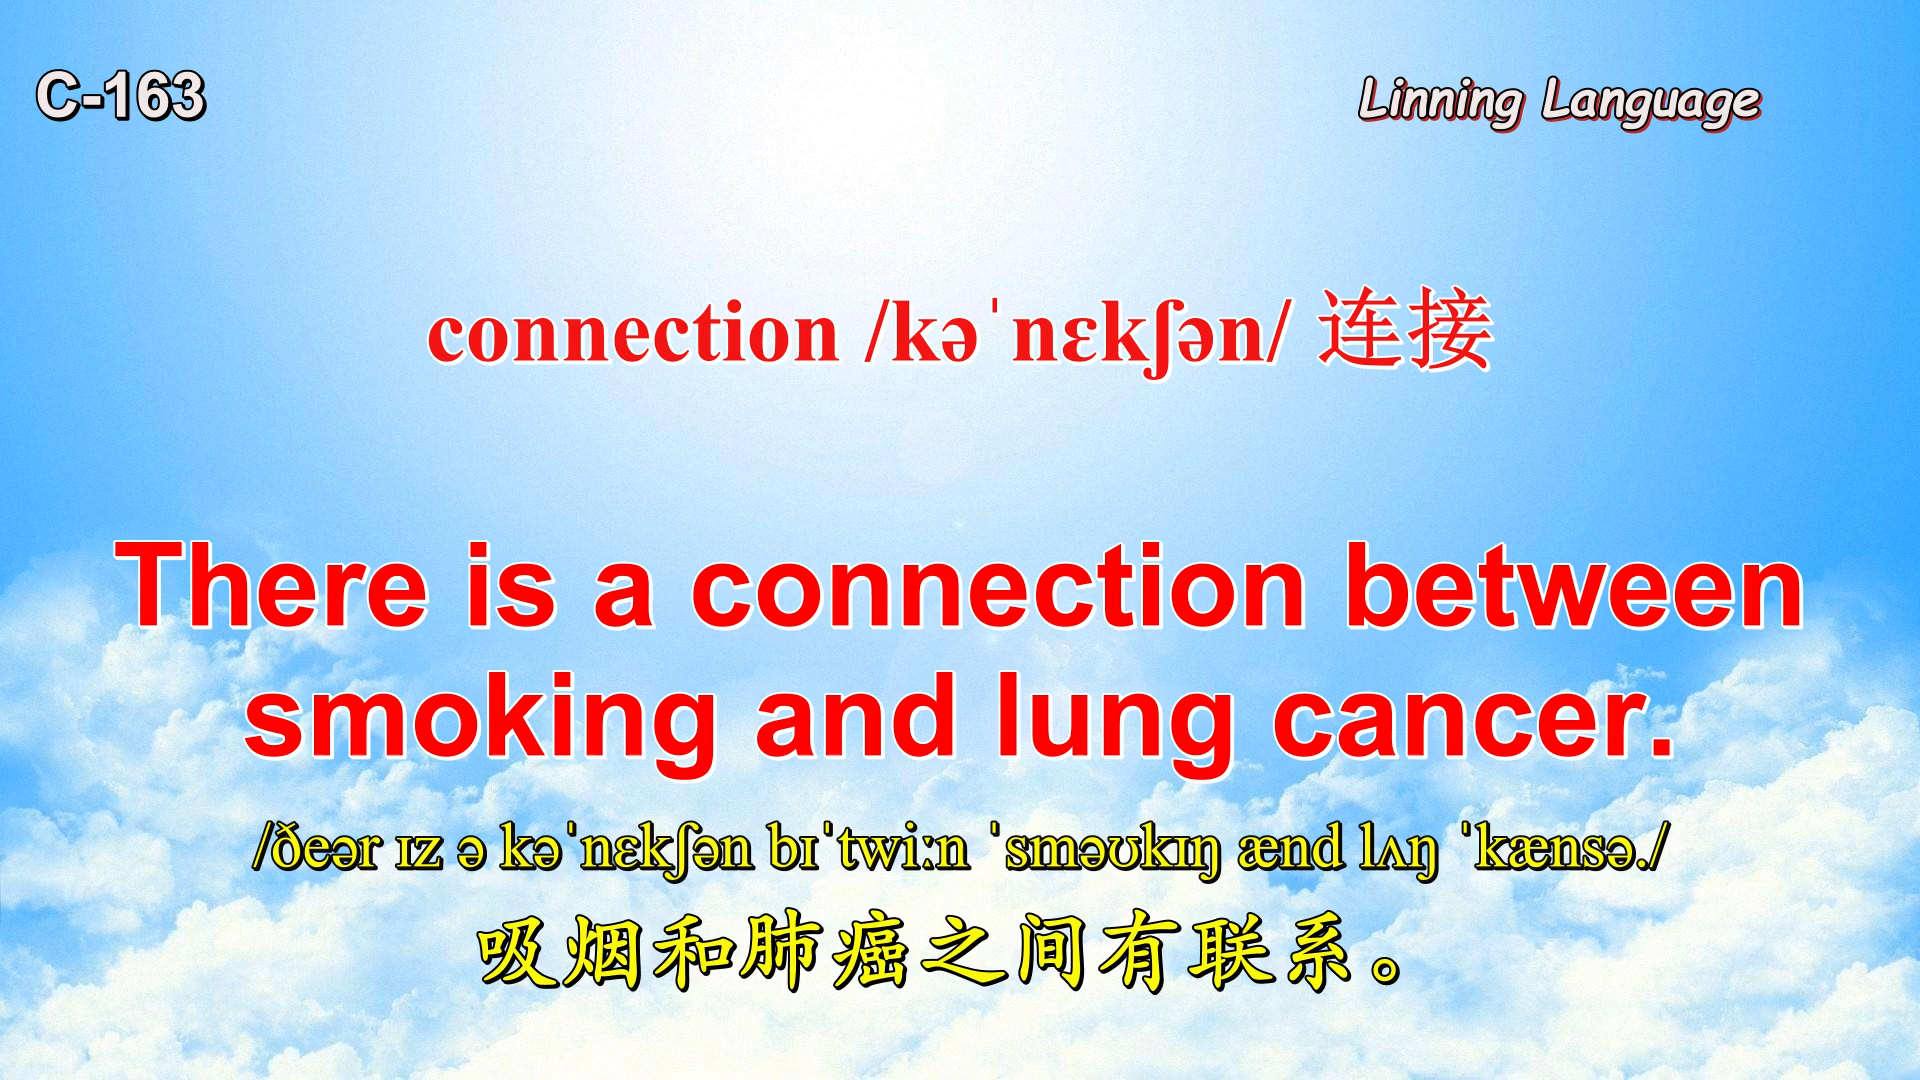 C-163
Linning Language
connection /kəˈnɛkʃən/ 连接
There is a connection between
smoking and lung cancer.
/ðeər ɪz ə kəˈnɛkʃən bɪˈtwiːn ˈsməʊkɪŋ ænd lʌŋ ˈkænsə./
吸烟和肺癌之间有联系。